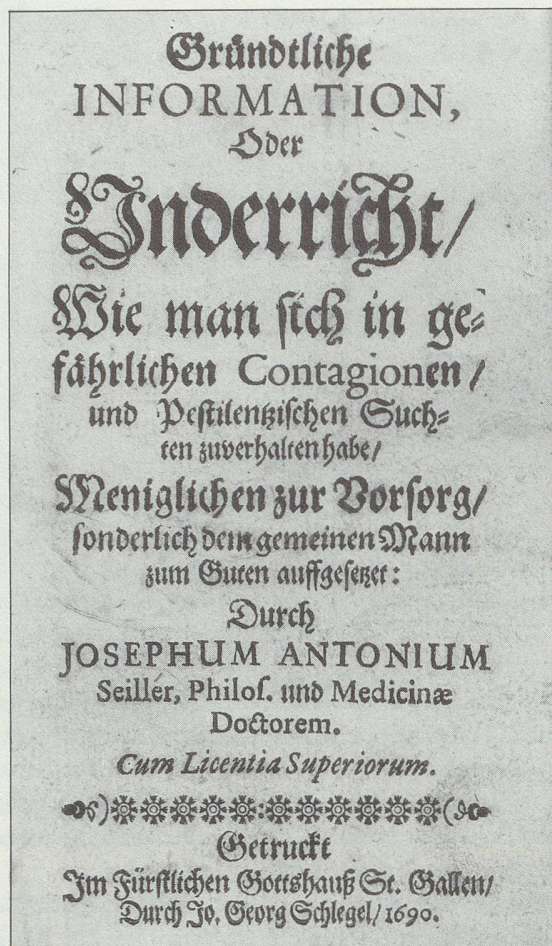 Gründtliche
INFORMATION,
Oder
Underricht/
Wie man sich in ge-
fährlichen Contagionen/
und Pestilentzischen Such-
ten zuverhalten habe/
Meniglichen zur Vorsorg/
sonderlich dem gemeinen Mann
zum Guten auffgesetzet:
Durch
JOSEPHUM ANTONIUM
Seiller, Philos. und Medicinæ
Doctorem.
Cum Licentia Superiorum.
Getruckt
Im Fürstlichen Gottshauß St. Gallen/
Durch Jo. Georg Schlegel/1690.